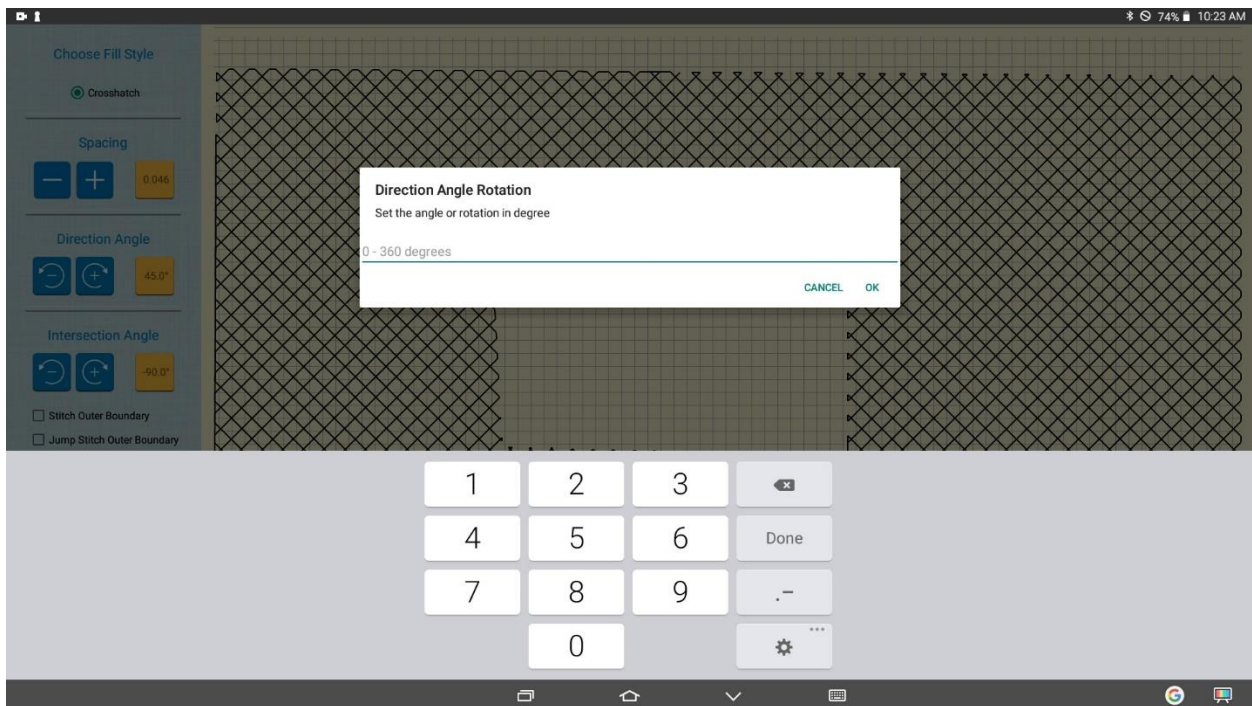 74% 10:23 AM
Choose Fill Style
Crosshatch
Spacing
0.046
Direction Angle
45.0°
Intersection Angle
-90.0°
Stitch Outer Boundary
Jump Stitch Outer Boundary
Direction Angle Rotation
Set the angle or rotation in degree
0 - 360 degrees
CANCEL OK
1 2 3
4 5 6 Done
7 8 9 .-
0